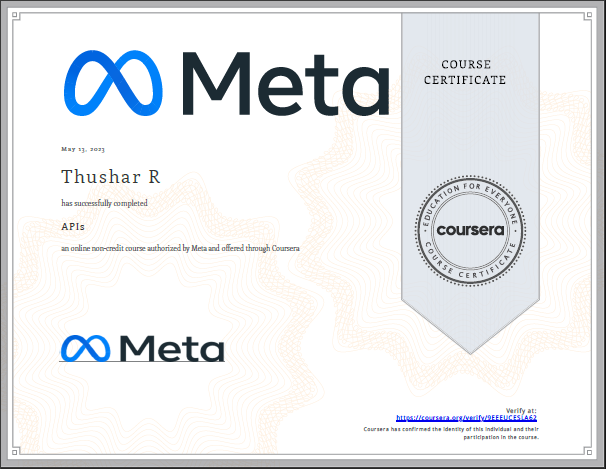 Meta
COURSE
CERTIFICATE
May 13, 2023
Thushar R
has successfully completed
APIs
an online non-credit course authorized by Meta and offered through Coursera
EDUCATION FOR EVERYONE
coursera
COURSE CERTIFICATE
Meta
Verify at:
https://coursera.org/verify/9EEEUCESLA62
Coursera has confirmed the identity of this individual and their
participation in the course.